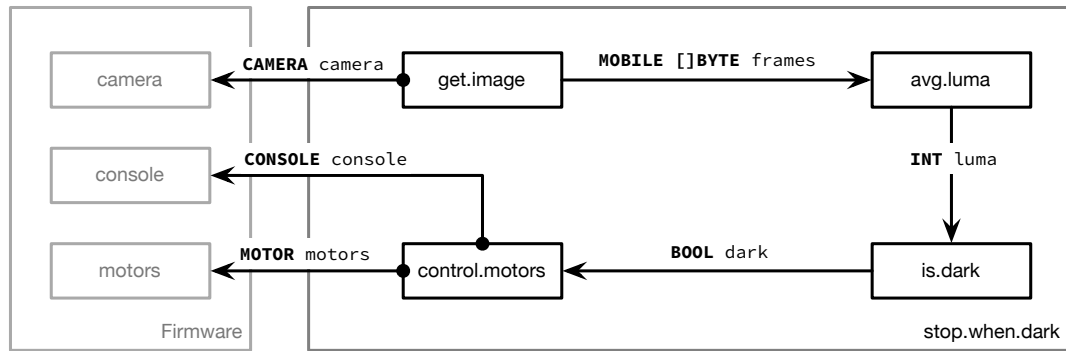 camera
CAMERA camera
get.image
MOBILE []BYTE frames
avg.luma
console
CONSOLE console
INT luma
motors
MOTOR motors
control.motors
BOOL dark
is.dark
Firmware
stop.when.dark